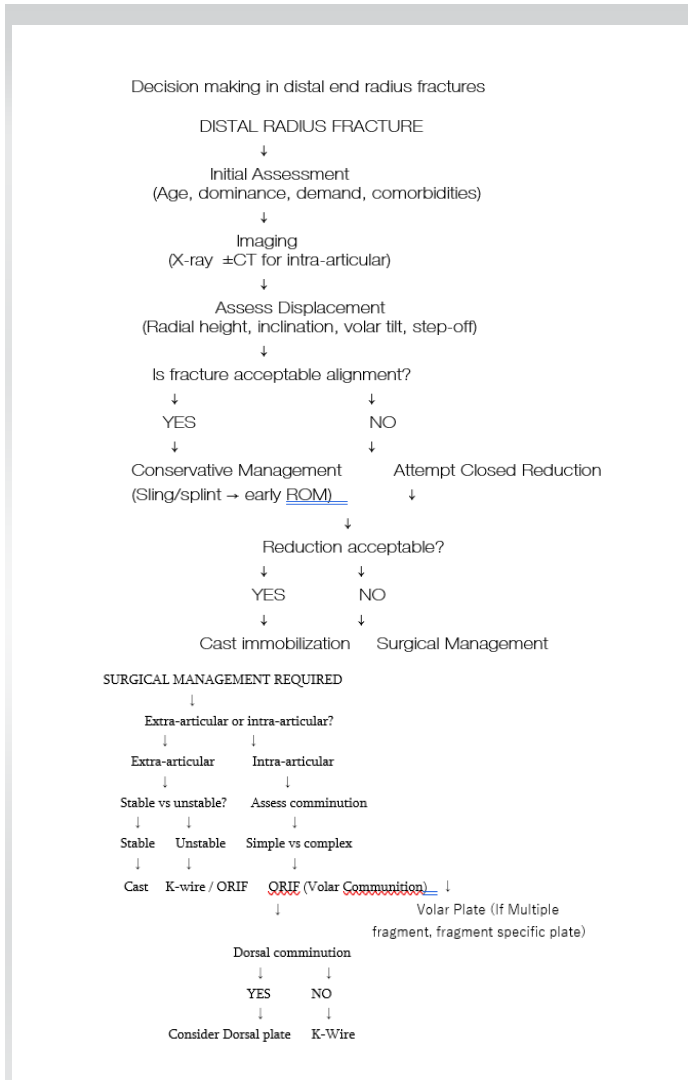 Decision making in distal end radius fractures
DISTAL RADIUS FRACTURE
↓
Initial Assessment
(Age, dominance, demand, comorbidities)
↓
Imaging
(X-ray ±CT for intra-articular)
↓
Assess Displacement
(Radial height, inclination, volar tilt, step-off)
↓
Is fracture acceptable alignment?
↓ ↓
YES NO
↓ ↓
Conservative Management Attempt Closed Reduction
(Sling/splint → early ROM) ↓
↓
Reduction acceptable?
↓ ↓
YES NO
↓ ↓
Cast immobilization Surgical Management
SURGICAL MANAGEMENT REQUIRED
↓
Extra-articular or intra-articular?
↓ ↓
Extra-articular Intra-articular
↓ ↓
Stable vs unstable? Assess comminution
↓ ↓ ↓
Stable Unstable Simple vs complex
↓ ↓ ↓
Cast K-wire / ORIF ORIF (Volar Communition) ↓
↓ Volar Plate (If Multiple
fragment, fragment specific plate)
Dorsal comminution
↓ ↓
YES NO
↓ ↓
Consider Dorsal plate K-Wire